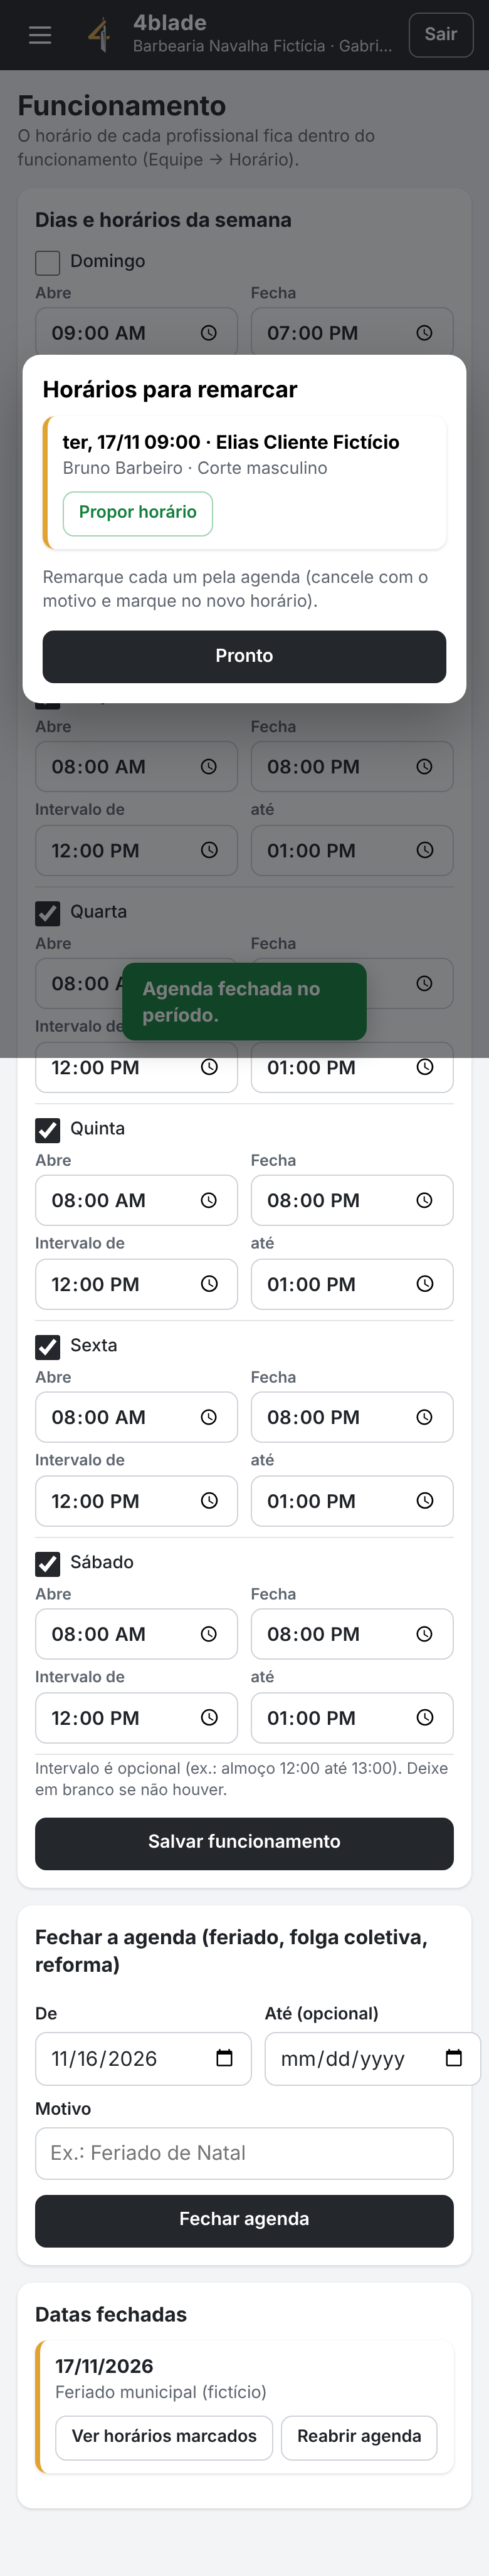 4blade
Barbearia Navalha Fictícia · Gabri...
Sair
Funcionamento
O horário de cada profissional fica dentro do
funcionamento (Equipe → Horário).
Dias e horários da semana
Domingo
Abre
Fecha
09:00 AM
07:00 PM
Horários para remarcar
ter, 17/11 09:00 · Elias Cliente Fictício
Bruno Barbeiro · Corte masculino
Propor horário
Remarque cada um pela agenda (cancele com o
motivo e marque no novo horário).
Pronto
Abre
Fecha
08:00 AM
08:00 PM
Intervalo de
até
12:00 PM
01:00 PM
Quarta
Abre
Fecha
08:00 A
Agenda fechada no
período.
Intervalo de
12:00 PM
01:00 PM
Quinta
Abre
Fecha
08:00 AM
08:00 PM
Intervalo de
até
12:00 PM
01:00 PM
Sexta
Abre
Fecha
08:00 AM
08:00 PM
Intervalo de
até
12:00 PM
01:00 PM
Sábado
Abre
Fecha
08:00 AM
08:00 PM
Intervalo de
até
12:00 PM
01:00 PM
Intervalo é opcional (ex.: almoço 12:00 até 13:00). Deixe
em branco se não houver.
Salvar funcionamento
Fechar a agenda (feriado, folga coletiva,
reforma)
De
Até (opcional)
11/16/2026
mm/dd/yyyy
Motivo
Ex.: Feriado de Natal
Fechar agenda
Datas fechadas
17/11/2026
Feriado municipal (fictício)
Ver horários marcados
Reabrir agenda